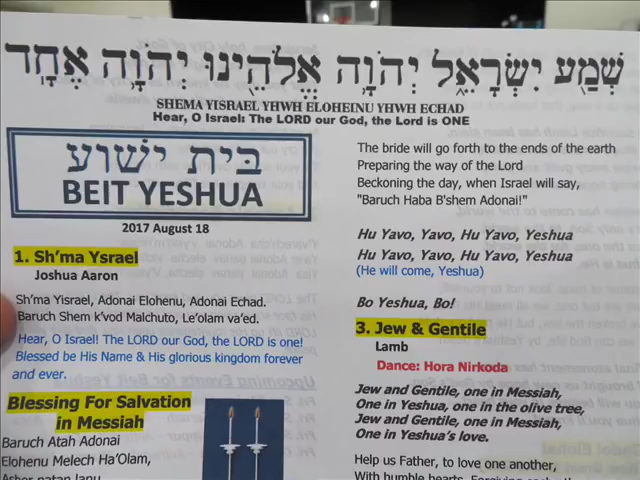 שְׁמַע יִשְׂרָאֵל יְהוָה אֱלֹהֵינוּ יְהוָה אֶחָד
SHEMA YISRAEL YHWH ELOHEINU YHWH ECHAD
Hear, O Israel: The LORD our God, the Lord is ONE
בית ישוע
BEIT YESHUA
2017 August 18
1. Sh'ma Ysrael
Joshua Aaron
Sh'ma Yisrael, Adonai Elohenu, Adonai Echad.
Baruch Shem k'vod Malchuto, Le'olam va'ed.
Hear, O Israel! The LORD our God, the LORD is one!
Blessed be His Name & His glorious kingdom forever
and ever.
Blessing For Salvation
in Messiah
Baruch Atah Adonai
Elohenu Melech Ha'Olam,
Asher natan lanu
The bride will go forth to the ends of the earth
Preparing the way of the Lord
Beckoning the day, when Israel will say,
"Baruch Haba B'shem Adonai!"
Hu Yavo, Yavo, Hu Yavo, Yeshua
Hu Yavo, Yavo, Hu Yavo, Yeshua
(He will come, Yeshua)
Bo Yeshua, Bo!
3. Jew & Gentile
Lamb
Dance: Hora Nirkoda
Jew and Gentile, one in Messiah,
One in Yeshua, one in the olive tree,
Jew and Gentile, one in Messiah,
One in Yeshua's love.
Help us Father, to love one another,
With humble hearts, Forgiving each other